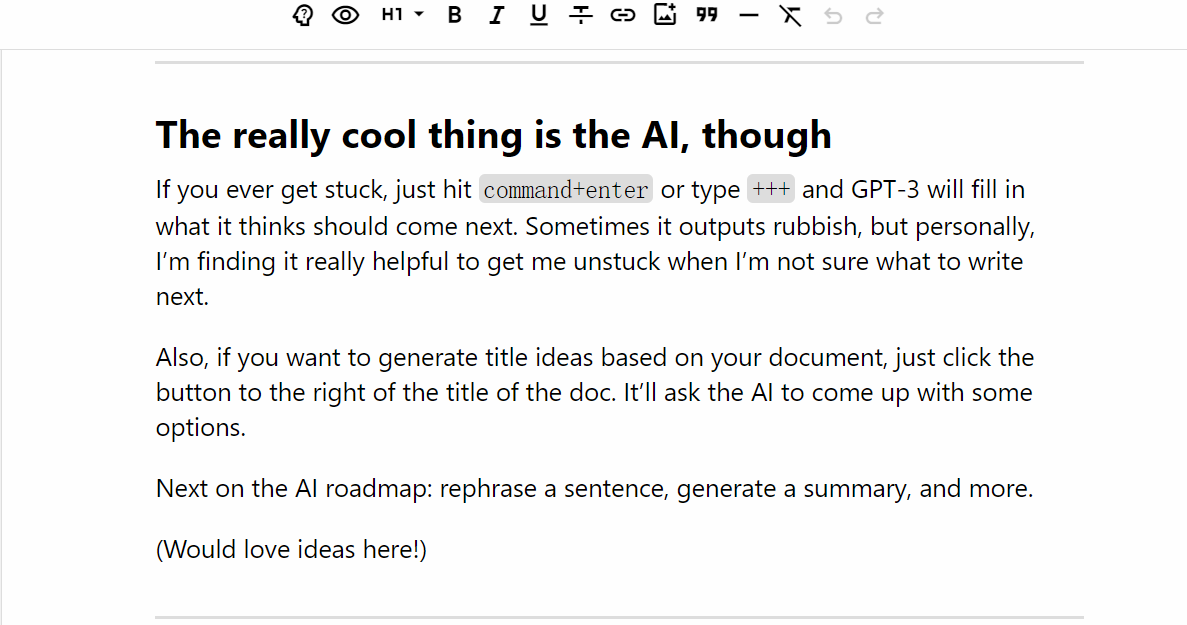 H1 B I U T
The really cool thing is the AI, though
If you ever get stuck, just hit command+enter or type +++ and GPT-3 will fill in
what it thinks should come next. Sometimes it outputs rubbish, but personally,
I’m finding it really helpful to get me unstuck when I’m not sure what to write
next.
Also, if you want to generate title ideas based on your document, just click the
button to the right of the title of the doc. It’ll ask the AI to come up with some
options.
Next on the AI roadmap: rephrase a sentence, generate a summary, and more.
(Would love ideas here!)